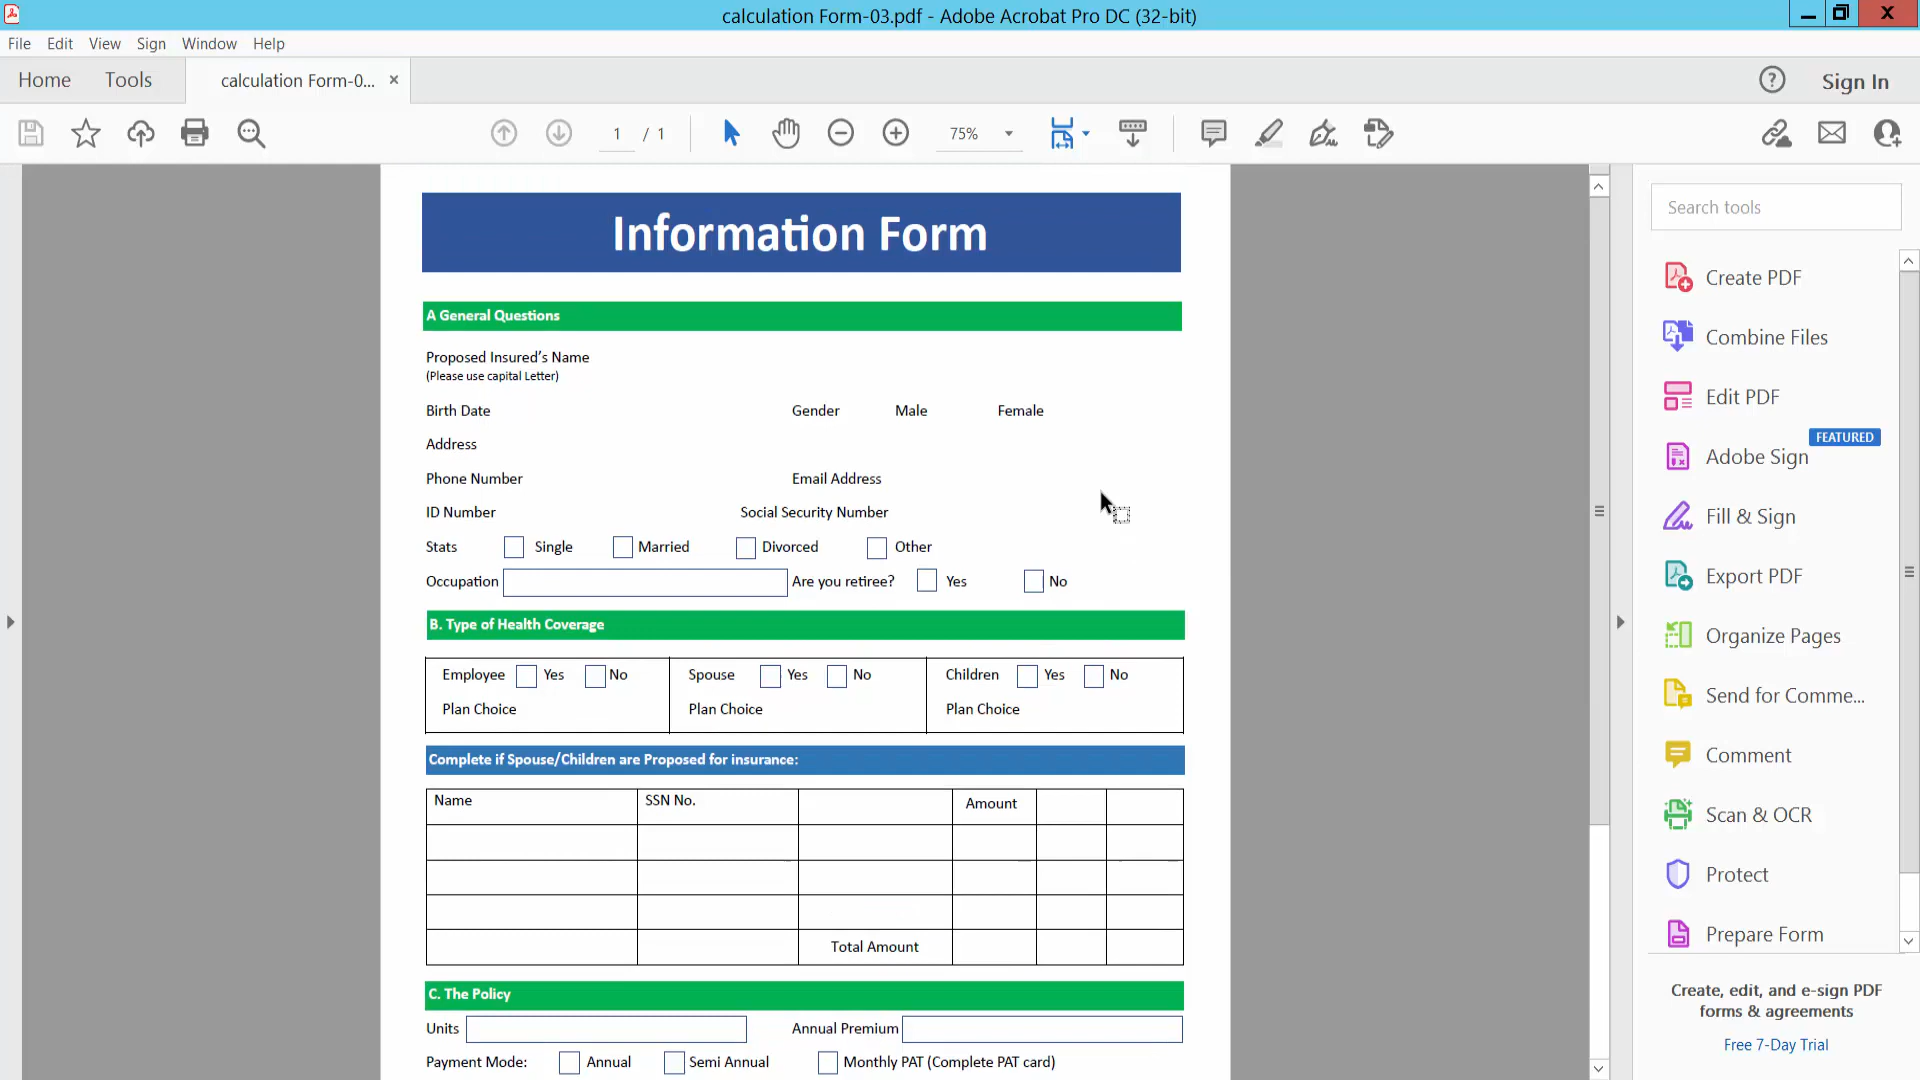 calculation Form-03.pdf - Adobe Acrobat Pro DC (32-bit)
File Edit View Sign Window Help
Home Tools calculation Form-0... × Sign In
1 / 1 75%
Information Form
A General Questions
Proposed Insured’s Name
(Please use capital Letter)
Birth Date Gender Male Female
Address
Phone Number Email Address
ID Number Social Security Number
Stats Single Married Divorced Other
Occupation Are you retiree? Yes No
B. Type of Health Coverage
Employee Yes No Spouse Yes No Children Yes No
Plan Choice Plan Choice Plan Choice
Complete if Spouse/Children are Proposed for insurance:
Name SSN No. Amount
Total Amount
C. The Policy
Units Annual Premium
Payment Mode: Annual Semi Annual Monthly PAT (Complete PAT card)
Search tools
Create PDF
Combine Files
Edit PDF
FEATURED
Adobe Sign
Fill & Sign
Export PDF
Organize Pages
Send for Comme...
Comment
Scan & OCR
Protect
Prepare Form
Create, edit, and e-sign PDF
forms & agreements
Free 7-Day Trial